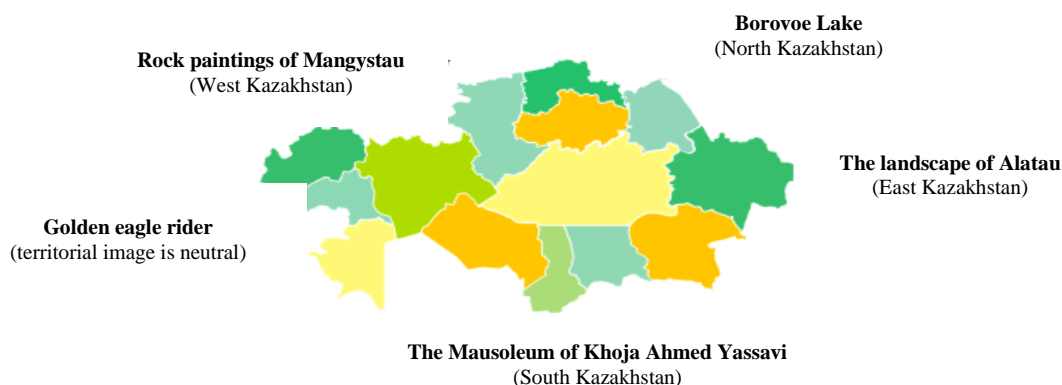 Borovoe Lake
(North Kazakhstan)
Rock paintings of Mangystau
(West Kazakhstan)
The landscape of Alatau
(East Kazakhstan)
Golden eagle rider
(territorial image is neutral)
The Mausoleum of Khoja Ahmed Yassavi
(South Kazakhstan)